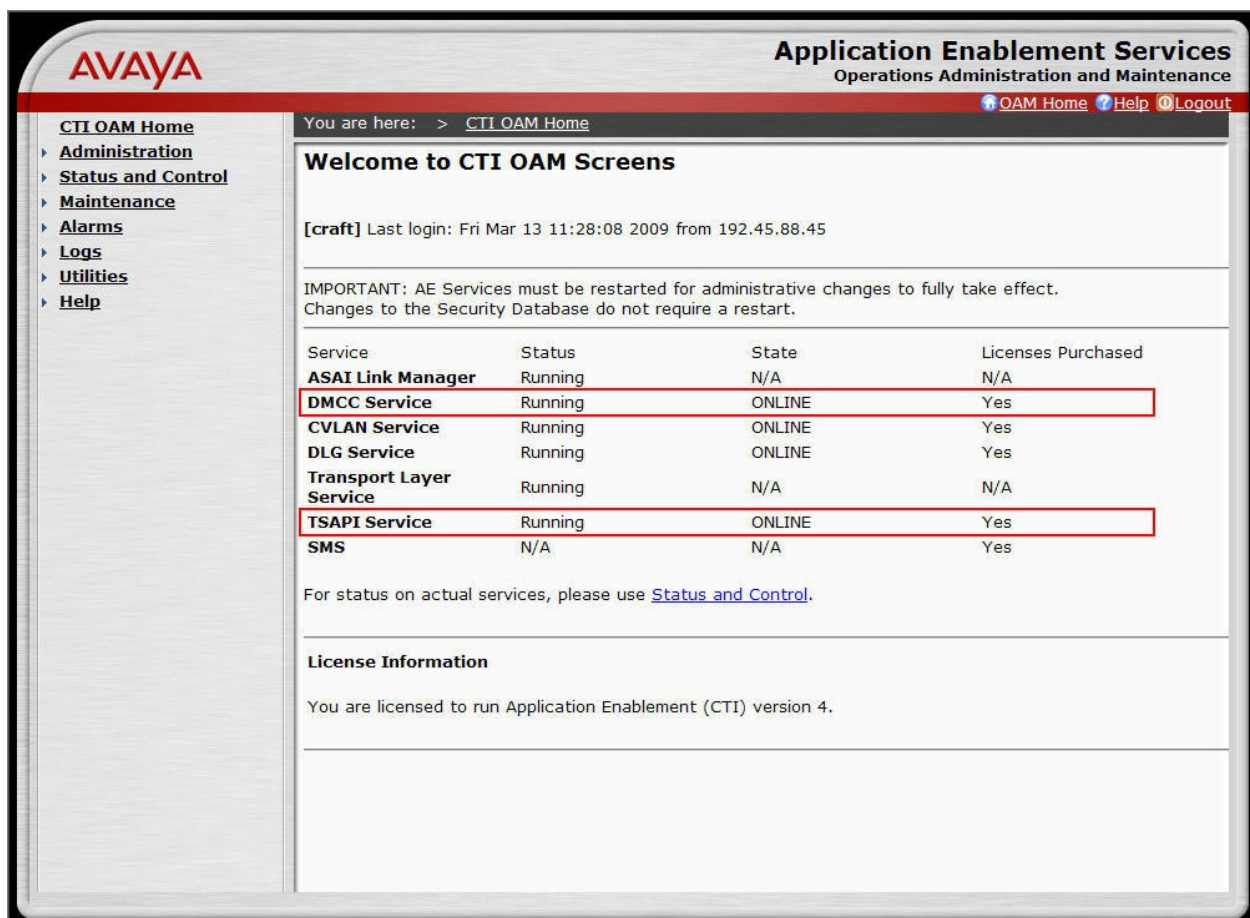 AVAYA
Application Enablement Services
Operations Administration and Maintenance
OAM Home Help Logout
CTI OAM Home
Administration
Status and Control
Maintenance
Alarms
Logs
Utilities
Help
You are here: > CTI OAM Home
Welcome to CTI OAM Screens
[craft] Last login: Fri Mar 13 11:28:08 2009 from 192.45.88.45
IMPORTANT: AE Services must be restarted for administrative changes to fully take effect.
Changes to the Security Database do not require a restart.
Service Status State Licenses Purchased
ASAI Link Manager Running N/A N/A
DMCC Service Running ONLINE Yes
CVLAN Service Running ONLINE Yes
DLG Service Running ONLINE Yes
Transport Layer
Service Running N/A N/A
TSAPI Service Running ONLINE Yes
SMS N/A N/A Yes
For status on actual services, please use Status and Control.
License Information
You are licensed to run Application Enablement (CTI) version 4.